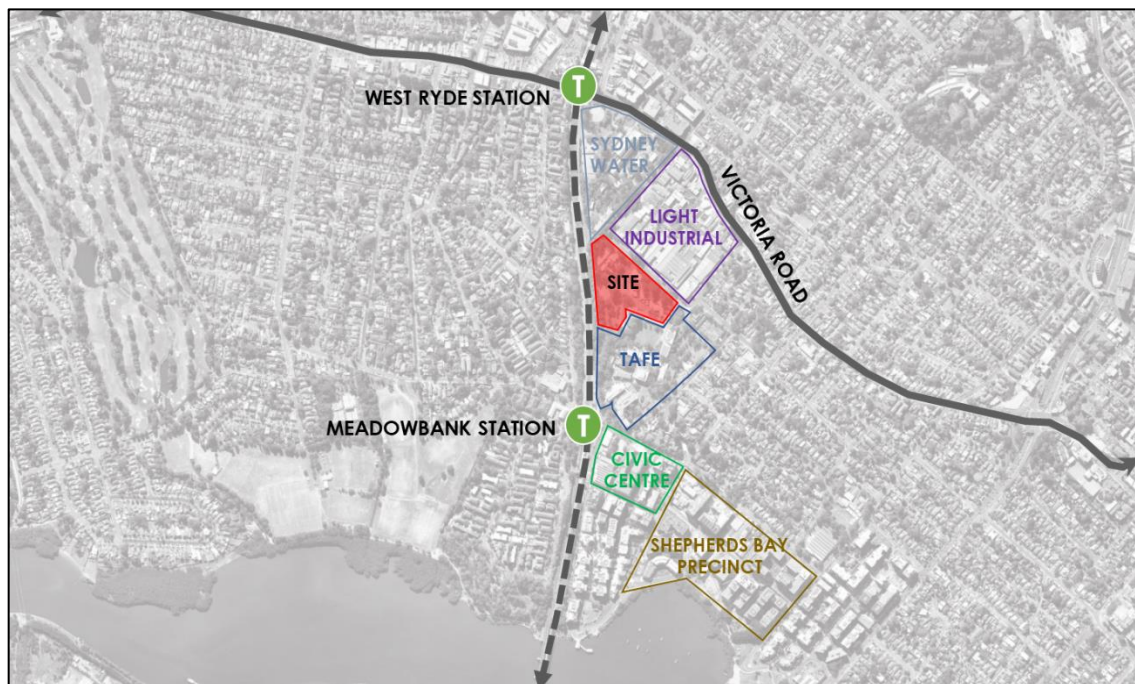 T
WEST RYDE STATION
SYDNEY
WATER
VICTORIA ROAD
LIGHT
INDUSTRIAL
SITE
TAFE
T
MEADOWBANK STATION
CIVIC
CENTRE
SHEPHERDS BAY
PRECINCT